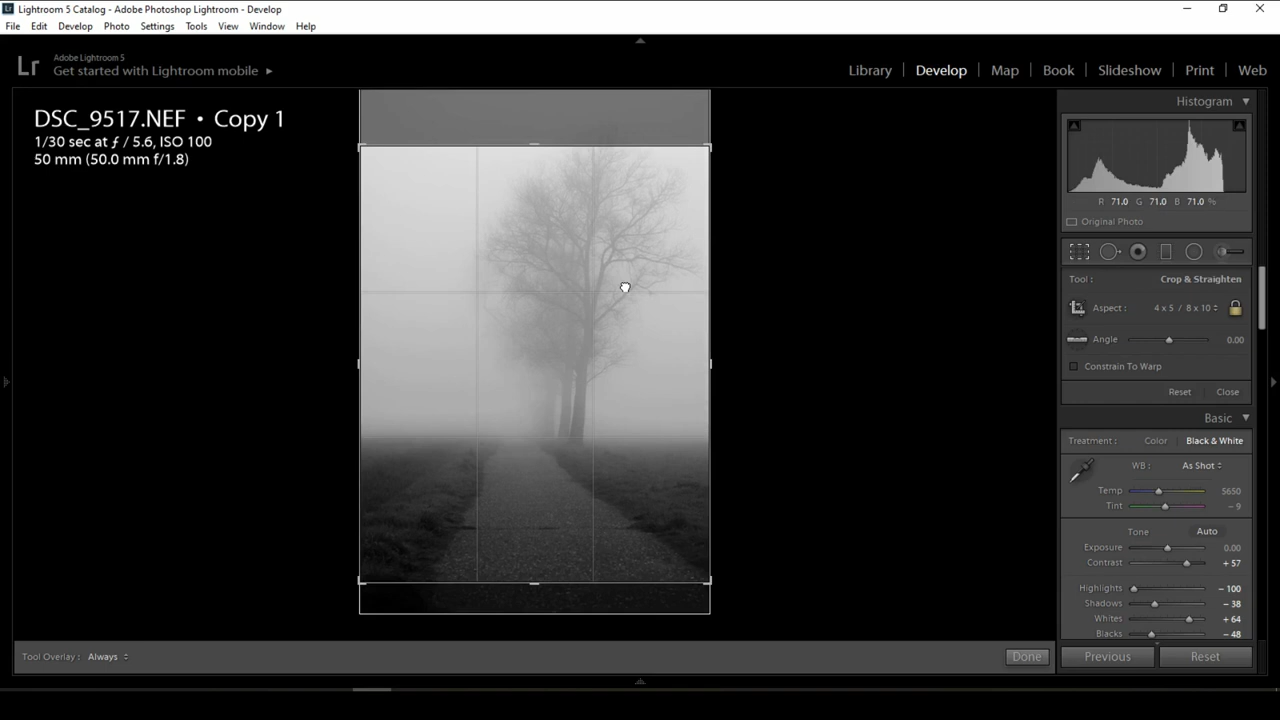 Lightroom 5 Catalog - Adobe Photoshop Lightroom - Develop
File Edit Develop Photo Settings Tools View Window Help
Lr
Adobe Lightroom 5
Get started with Lightroom mobile ▸
Library | Develop | Map | Book | Slideshow | Print | Web
DSC_9517.NEF • Copy 1
1/30 sec at ƒ / 5.6, ISO 100
50 mm (50.0 mm f/1.8)
Histogram
R 71.0 G 71.0 B 71.0 %
Original Photo
Tool : Crop & Straighten
Aspect : 4 x 5 / 8 x 10
Angle 0.00
Constrain To Warp
Reset Close
Basic
Treatment : Color Black & White
WB : As Shot
Temp 5650
Tint - 9
Tone Auto
Exposure 0.00
Contrast + 57
Highlights - 100
Shadows - 38
Whites + 64
Blacks - 48
Tool Overlay : Always
Done
Previous Reset